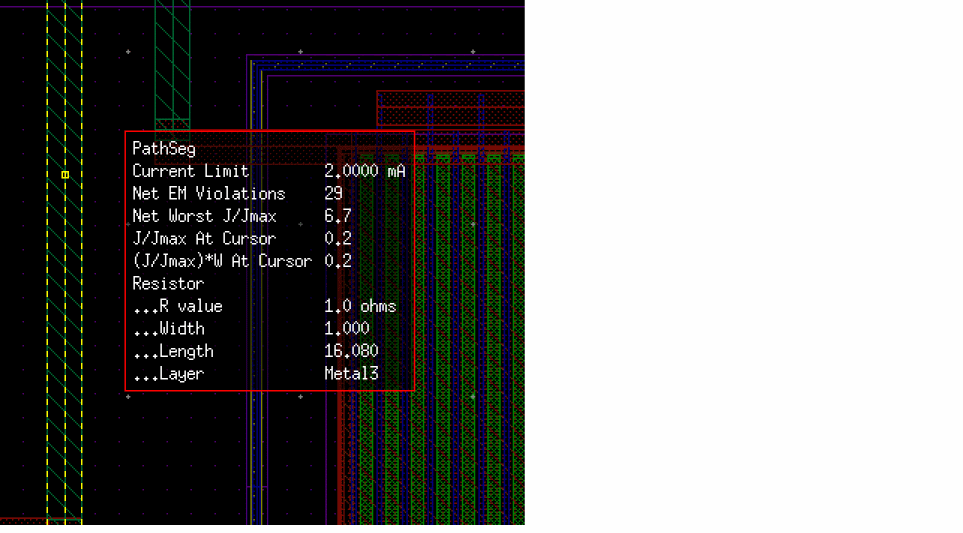 PathSeg
Current Limit 2.0000 mA
Net EM Violations 29
Net Worst J/Jmax 6.7
J/Jmax At Cursor 0.2
(J/Jmax)*W At Cursor 0.2
Resistor
...R value 1.0 ohms
...Width 1.000
...Length 16.080
...Layer Metal3